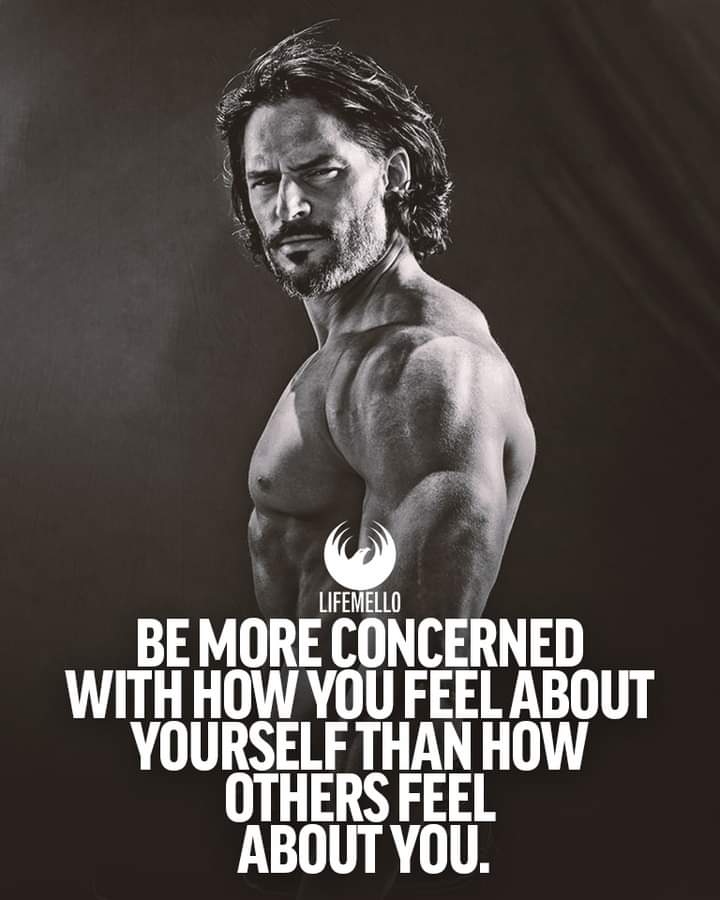 LIFEMELLO
BE MORE CONCERNED
WITH HOW YOU FEEL ABOUT
YOURSELF THAN HOW
OTHERS FEEL
ABOUT YOU.